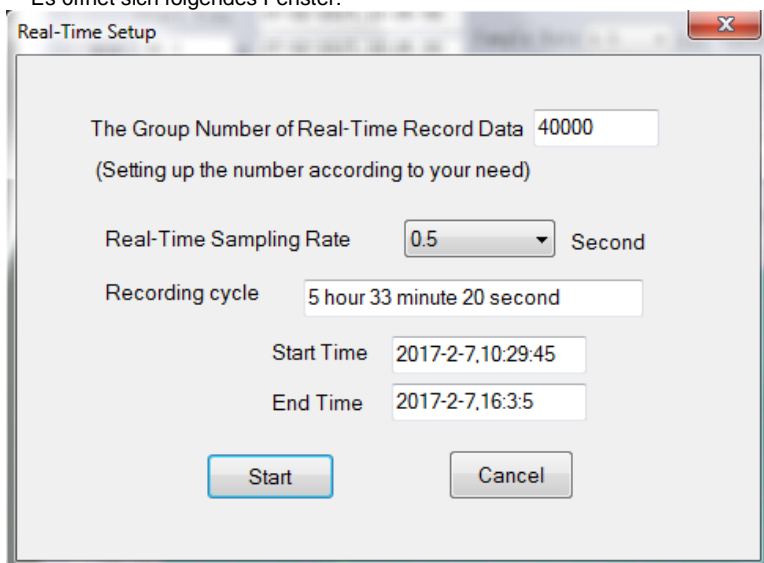 Es öffnet sich folgendes Fenster:
Real-Time Setup
The Group Number of Real-Time Record Data 40000
(Setting up the number according to your need)
Real-Time Sampling Rate 0.5 Second
Recording cycle 5 hour 33 minute 20 second
Start Time 2017-2-7,10:29:45
End Time 2017-2-7,16:3:5
Start Cancel